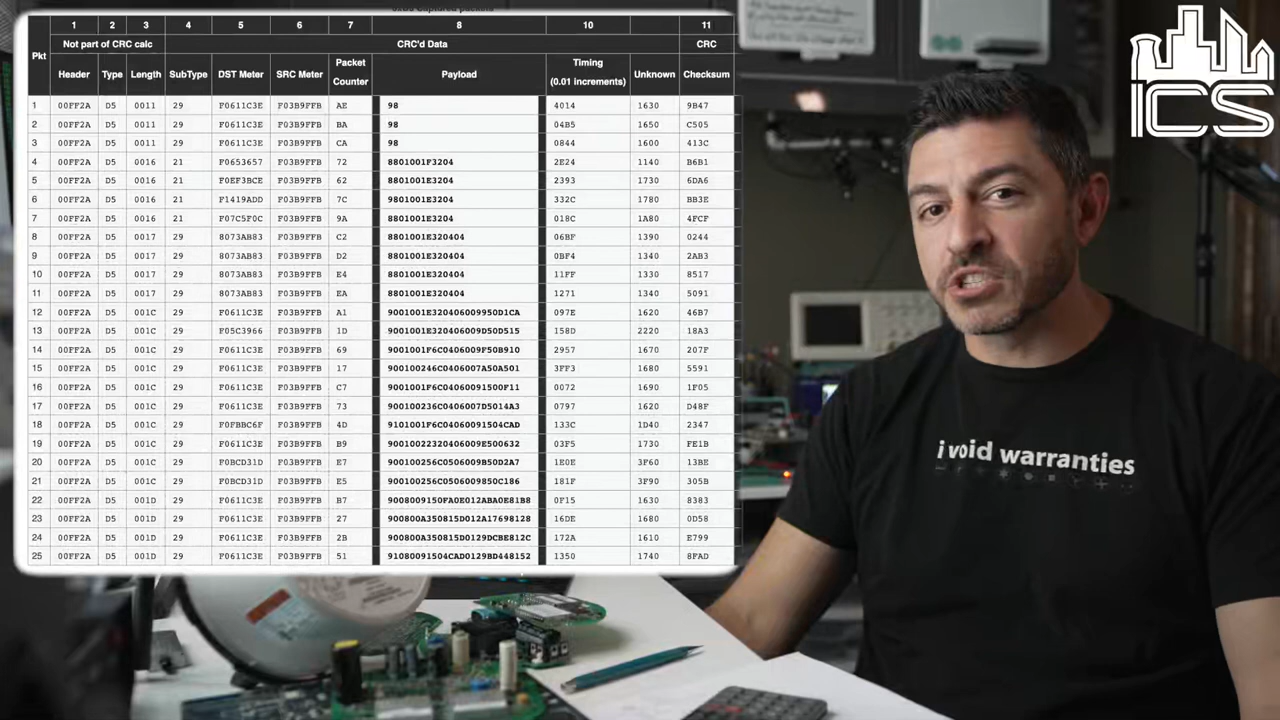 1 2 3 4 5 6 7 8 10 11
Not part of CRC calc CRC'd Data CRC
Pkt Header Type Length SubType DST Meter SRC Meter Packet Counter Payload Timing (0.01 increments) Unknown Checksum
1 00FF2A D5 0011 29 F0611C3E F03B9FFB AE 98 4014 1630 9B47
2 00FF2A D5 0011 29 F0611C3E F03B9FFB BA 98 04B5 1650 C505
3 00FF2A D5 0011 29 F0611C3E F03B9FFB CA 98 0844 1600 413C
4 00FF2A D5 0016 21 F0653657 F03B9FFB 72 8801001F3204 2E24 1140 B6B1
5 00FF2A D5 0016 21 F0EF3BCE F03B9FFB 62 8801001E3204 2393 1730 6DA6
6 00FF2A D5 0016 21 F1419ADD F03B9FFB 7C 9801001E3204 332C 1780 BB3E
7 00FF2A D5 0016 21 F07C5F0C F03B9FFB 9A 8801001E3204 018C 1A80 4FCF
8 00FF2A D5 0017 29 8073AB83 F03B9FFB C2 8801001E320404 06BF 1390 0244
9 00FF2A D5 0017 29 8073AB83 F03B9FFB D2 8801001E320404 0BF4 1340 2AB3
10 00FF2A D5 0017 29 8073AB83 F03B9FFB E4 8801001E320404 11FF 1330 8517
11 00FF2A D5 0017 29 8073AB83 F03B9FFB EA 8801001E320404 1271 1340 5091
12 00FF2A D5 001C 29 F0611C3E F03B9FFB A1 9001001E320406009950D1CA 097E 1620 46B7
13 00FF2A D5 001C 29 F05C3966 F03B9FFB 1D 9001001E320406009D50D515 158D 2220 18A3
14 00FF2A D5 001C 29 F0611C3E F03B9FFB 69 9001001F6C0406009F50B910 2957 1670 207F
15 00FF2A D5 001C 29 F0611C3E F03B9FFB 17 900100246C0406007A50A501 3FF3 1680 5591
16 00FF2A D5 001C 29 F0611C3E F03B9FFB C7 9001001F6C04060091500F11 0072 1690 1F05
17 00FF2A D5 001C 29 F0611C3E F03B9FFB 73 900100236C0406007D5014A3 0797 1620 D48F
18 00FF2A D5 001C 29 F0FBBC6F F03B9FFB 4D 9101001F6C04060091504CAD 133C 1D40 2347
19 00FF2A D5 001C 29 F0611C3E F03B9FFB B9 90010022320406009E500632 03F5 1730 FE1B
20 00FF2A D5 001C 29 F0BCD31D F03B9FFB E7 900100256C0506009B50D2A7 1E0E 3F60 13BE
21 00FF2A D5 001C 29 F0BCD31D F03B9FFB E5 900100256C0506009850C186 181F 3F90 305B
22 00FF2A D5 001D 29 F0611C3E F03B9FFB B7 9008009150FA0E012ABA0E81B8 0F15 1630 8383
23 00FF2A D5 001D 29 F0611C3E F03B9FFB 27 900800A350815D012A17698128 16DE 1680 0D58
24 00FF2A D5 001D 29 F0611C3E F03B9FFB 2B 900800A350815D0129DCBE812C 172A 1610 E799
25 00FF2A D5 001D 29 F0611C3E F03B9FFB 51 91080091504CAD0129BD448152 1350 1740 8FAD
ICS
i void warranties